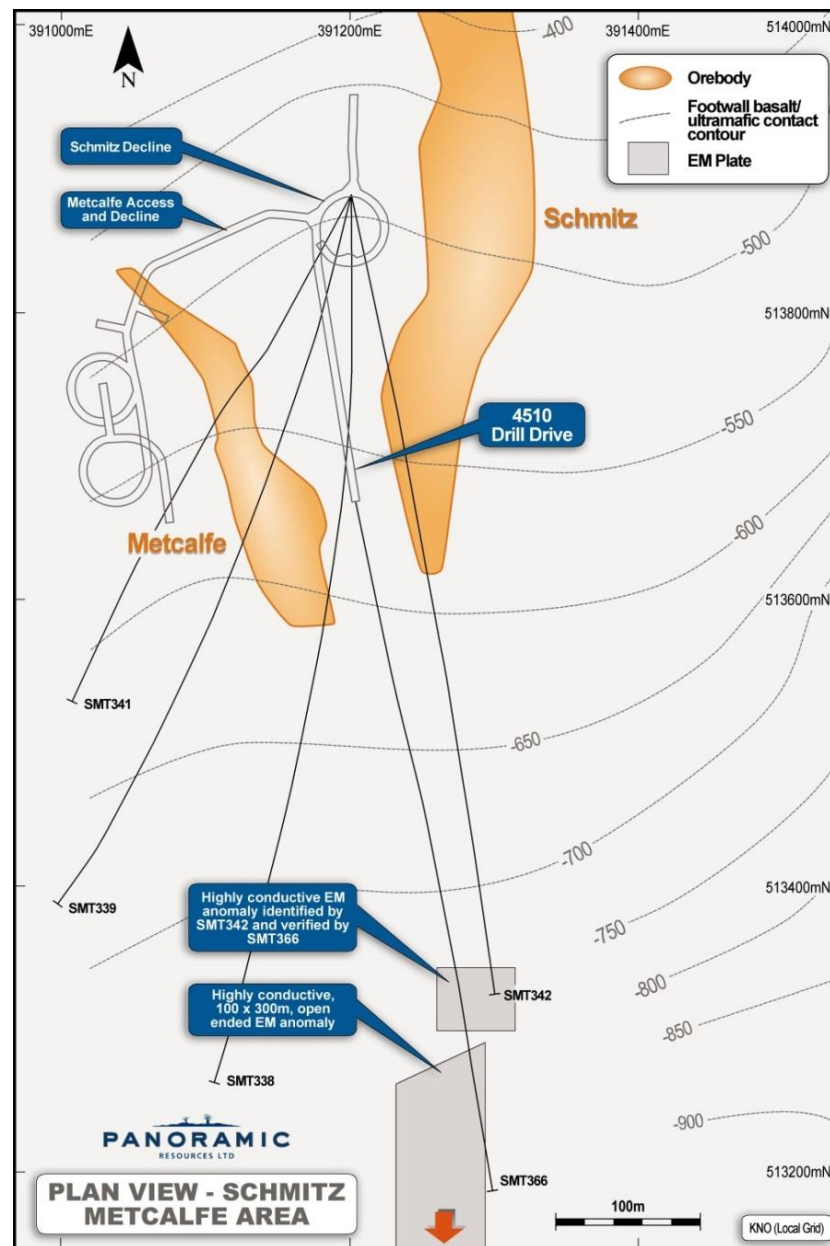 391000mE
391200mE
391400mE
514000mN
-400
N
Orebody
Footwall basalt/
ultramafic contact
contour
EM Plate
Schmitz Decline
Metcalfe Access
and Decline
Schmitz
-500
513800mN
4510
Drill Drive
-550
Metcalfe
-600
513600mN
SMT341
-650
-700
513400mN
Highly conductive EM
anomaly identified by
SMT342 and verified by
SMT366
SMT339
-750
-800
Highly conductive,
100 x 300m, open
ended EM anomaly
SMT342
-850
SMT338
-900
PANORAMIC
RESOURCES LTD
513200mN
SMT366
PLAN VIEW - SCHMITZ
METCALFE AREA
100m
KNO (Local Grid)